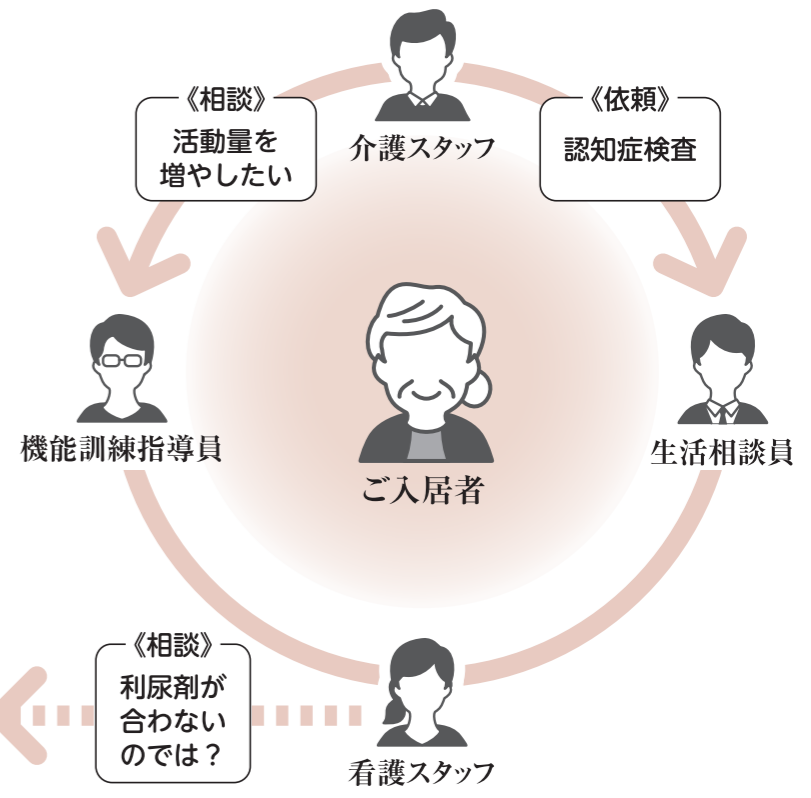 介護スタッフ
《相談》
活動量を
増やしたい
《依頼》
認知症検査
機能訓練指導員
ご入居者
生活相談員
《相談》
利尿剤が
合わない
のでは？
看護スタッフ